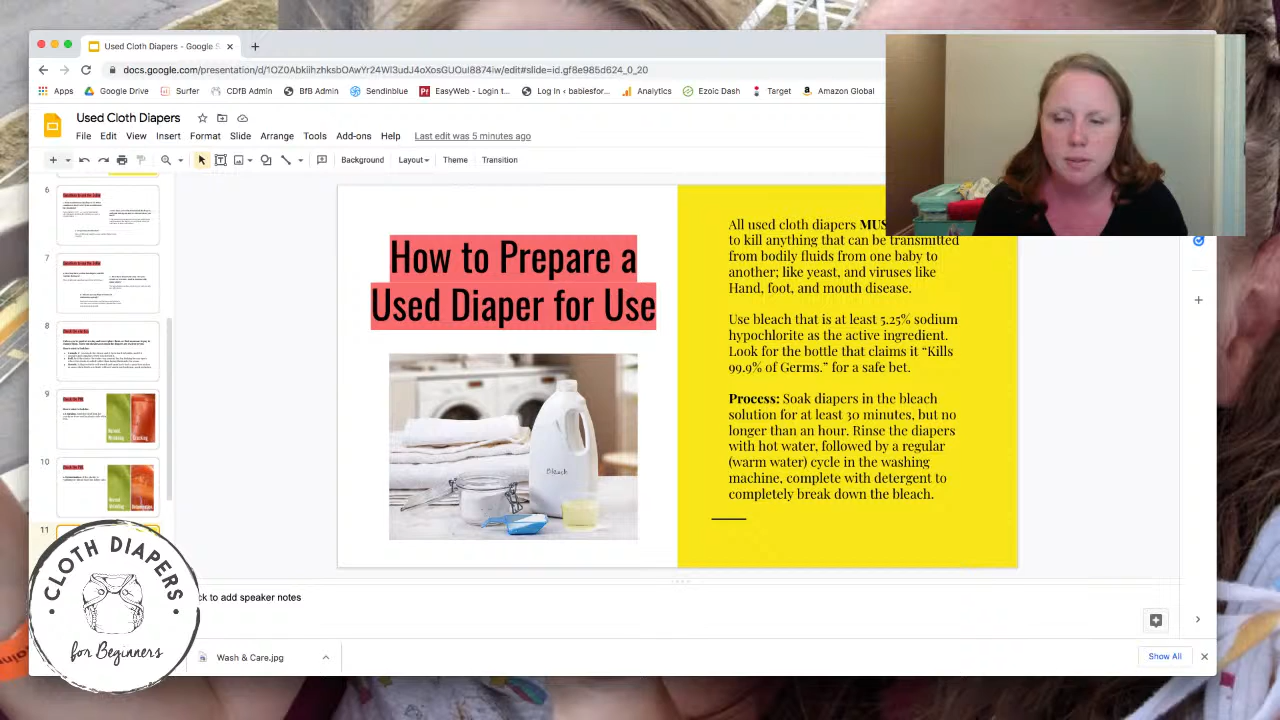 Used Cloth Diapers - Google S
docs.google.com/presentation/d/1OZ0AbkiihzhksbOAwYr24Wl3udJ4oXosGUOuI8874iw/edit#slide=id.gf8e985d624_0_20
Apps Google Drive Surfer CDfB Admin BfB Admin Sendinblue EasyWeb - Login t... Log In ‹ babiesfor... Analytics Ezoic Dash Target Amazon Global
Used Cloth Diapers
File Edit View Insert Format Slide Arrange Tools Add-ons Help Last edit was 5 minutes ago
Background Layout Theme Transition
6
7
8
9
10
11
How to Prepare a
Used Diaper for Use
Bleach
All used cloth diapers
to kill anything that can be transmitted
from bodily fluids from one baby to
another; like yeast, and viruses like
Hand, foot, and mouth disease.
Use bleach that is at least 5.25% sodium
hypochlorite as the active ingredient.
Look for the bottle that claims it “Kills
99.9% of Germs.” for a safe bet.
Process: Soak diapers in the bleach
solution for at least 30 minutes, but no
longer than an hour. Rinse the diapers
with hot water, followed by a regular
(warm water) cycle in the washing
machine, complete with detergent to
completely break down the bleach.
to add speaker notes
CLOTH DIAPERS
for Beginners
Wash & Care.jpg
Show All